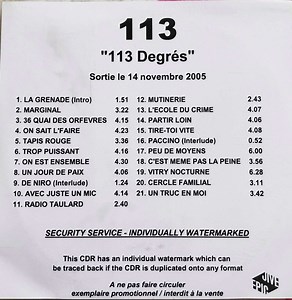 113
"113 Degrés"
Sortie le 14 novembre 2005
1. LA GRENADE (Intro) 1.51
2. MARGINAL 3.22
3. 36 QUAI DES ORFEVRES 4.15
4. ON SAIT L'FAIRE 4.23
5. TAPIS ROUGE 3.36
6. TROP PUISSANT 4.16
7. ON EST ENSEMBLE 4.30
8. UN JOUR DE PAIX 4.06
9. DE NIRO (Interlude) 1.24
10. AVEC JUSTE UN MIC 4.14
11. RADIO TAULARD 2.40
12. MUTINERIE 2.43
13. L'ECOLE DU CRIME 4.07
14. PARTIR LOIN 4.06
15. TIRE-TOI VITE 4.08
16. PACCINO (Interlude) 0.52
17. PEU DE MOYENS 6.00
18. C'EST MEME PAS LA PEINE 3.56
19. VITRY NOCTURNE 6.28
20. CERCLE FAMILIAL 3.11
21. UN TRUC EN MOI 3.42
SECURITY SERVICE - INDIVIDUALLY WATERMARKED
This CDR has an individual watermark which can
be traced back if the CDR is duplicated onto any format
A ne pas faire circuler
exemplaire promotionnel / interdit à la vente
JIVE
EPIC